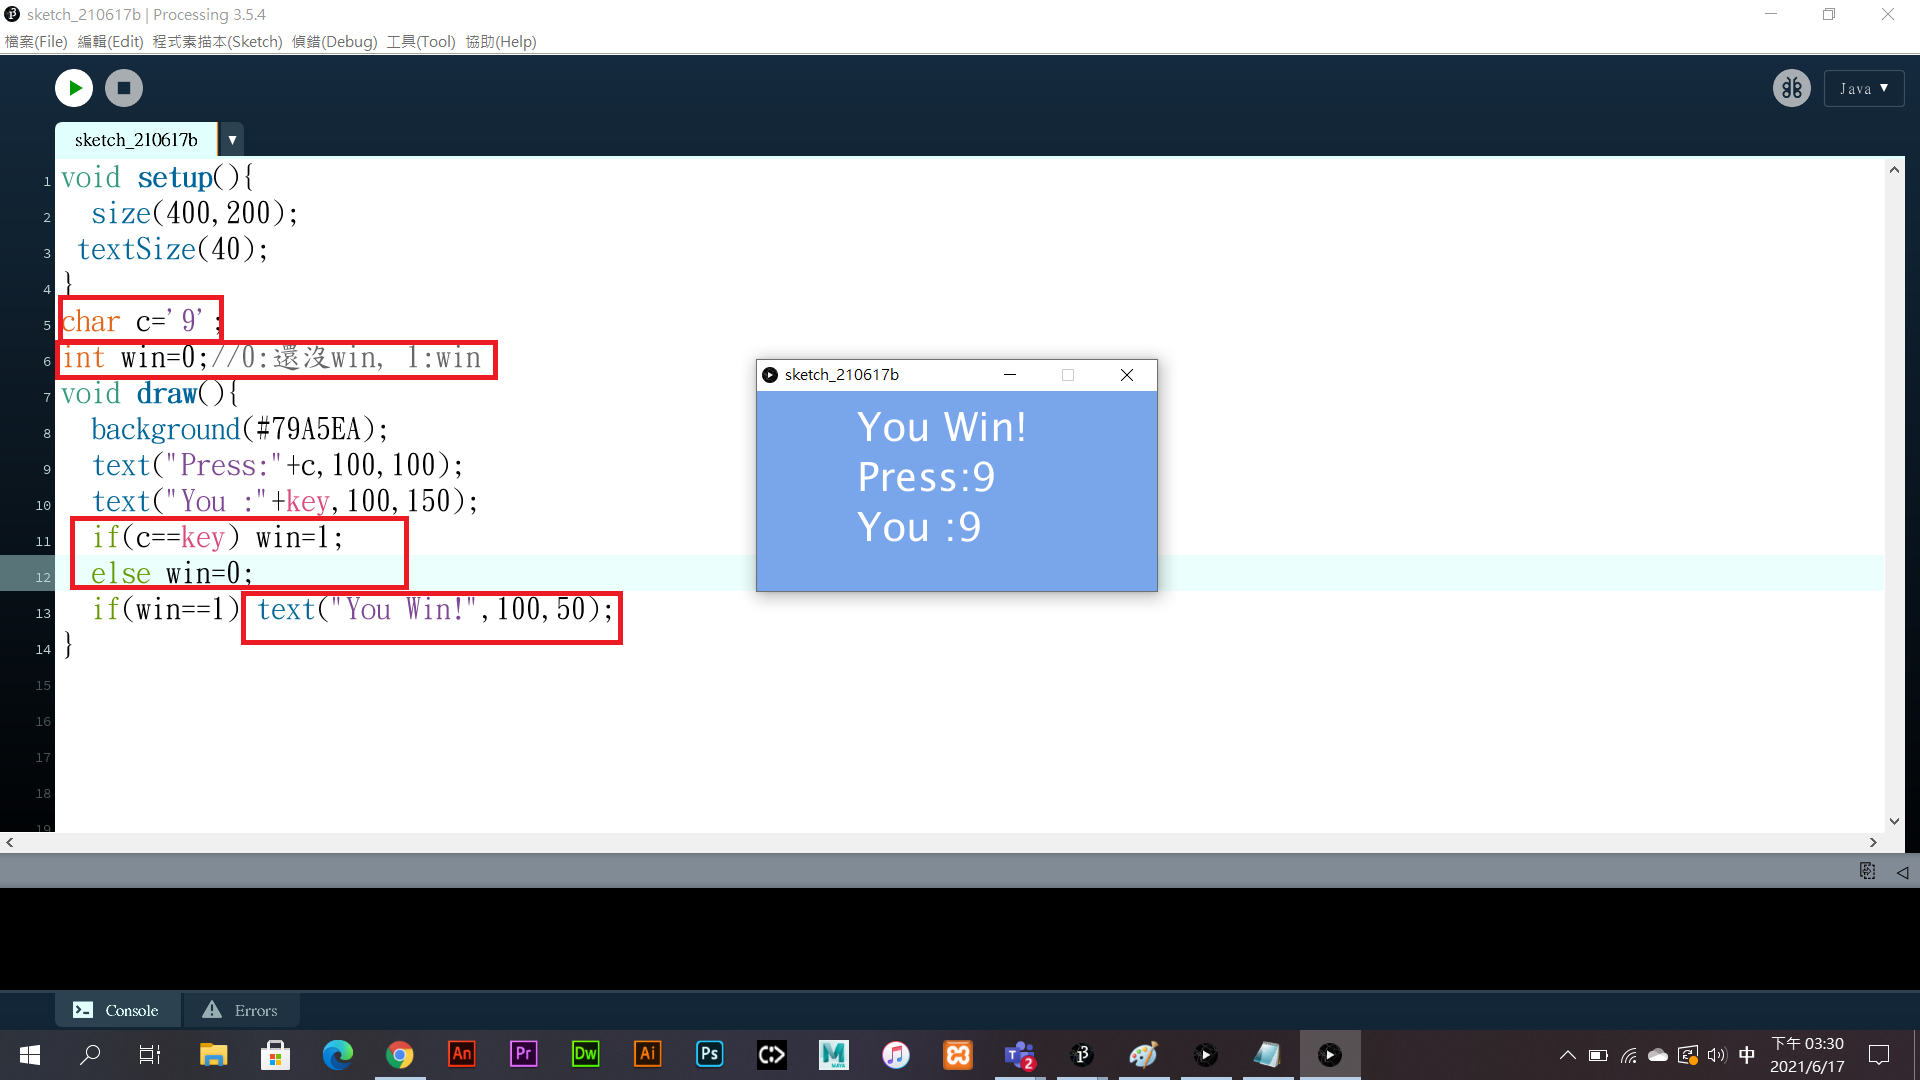 sketch_210617b | Processing 3.5.4
檔案(File) 編輯(Edit) 程式素描本(Sketch) 偵錯(Debug) 工具(Tool) 協助(Help)
Java ▼
sketch_210617b ▼
1 void setup(){
2 size(400,200);
3 textSize(40);
4 }
5 char c='9';
6 int win=0;//0:還沒win, 1:win
7 void draw(){
8 background(#79A5EA);
9 text("Press:"+c,100,100);
10 text("You :"+key,100,150);
11 if(c==key) win=1;
12 else win=0;
13 if(win==1) text("You Win!",100,50);
14 }
15
16
17
18
19
sketch_210617b
You Win!
Press:9
You :9
Console
Errors
An Pr Dw Ai Ps
MAYA
2
中
下午 03:30
2021/6/17